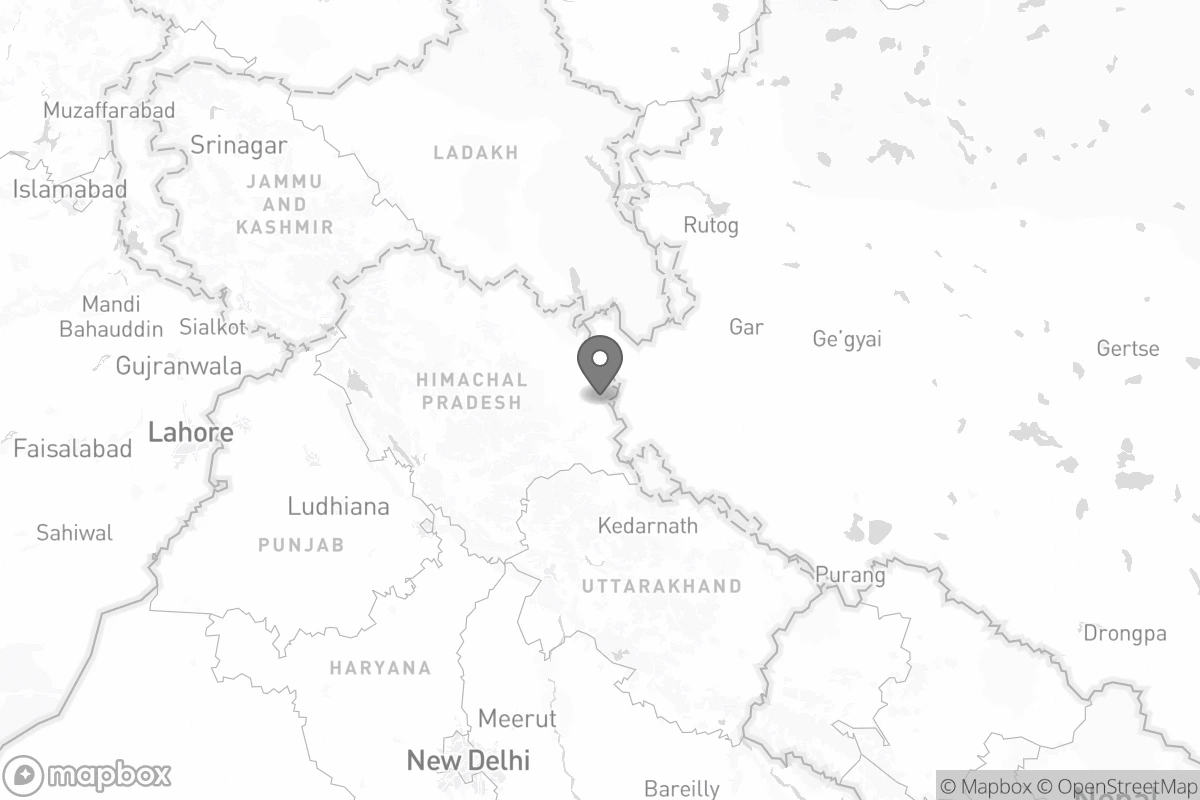 Muzaffarabad
Srinagar
LADAKH
Islamabad
JAMMU
AND
KASHMIR
Rutog
Mandi
Bahauddin
Sialkot
Gar
Ge'gyai
Gertse
Gujranwala
HIMACHAL
PRADESH
Lahore
Faisalabad
Ludhiana
Sahiwal
Kedarnath
PUNJAB
Purang
UTTARAKHAND
Drongpa
HARYANA
Meerut
New Delhi
Bareilly
Nepal
mapbox
© Mapbox © OpenStreetMap